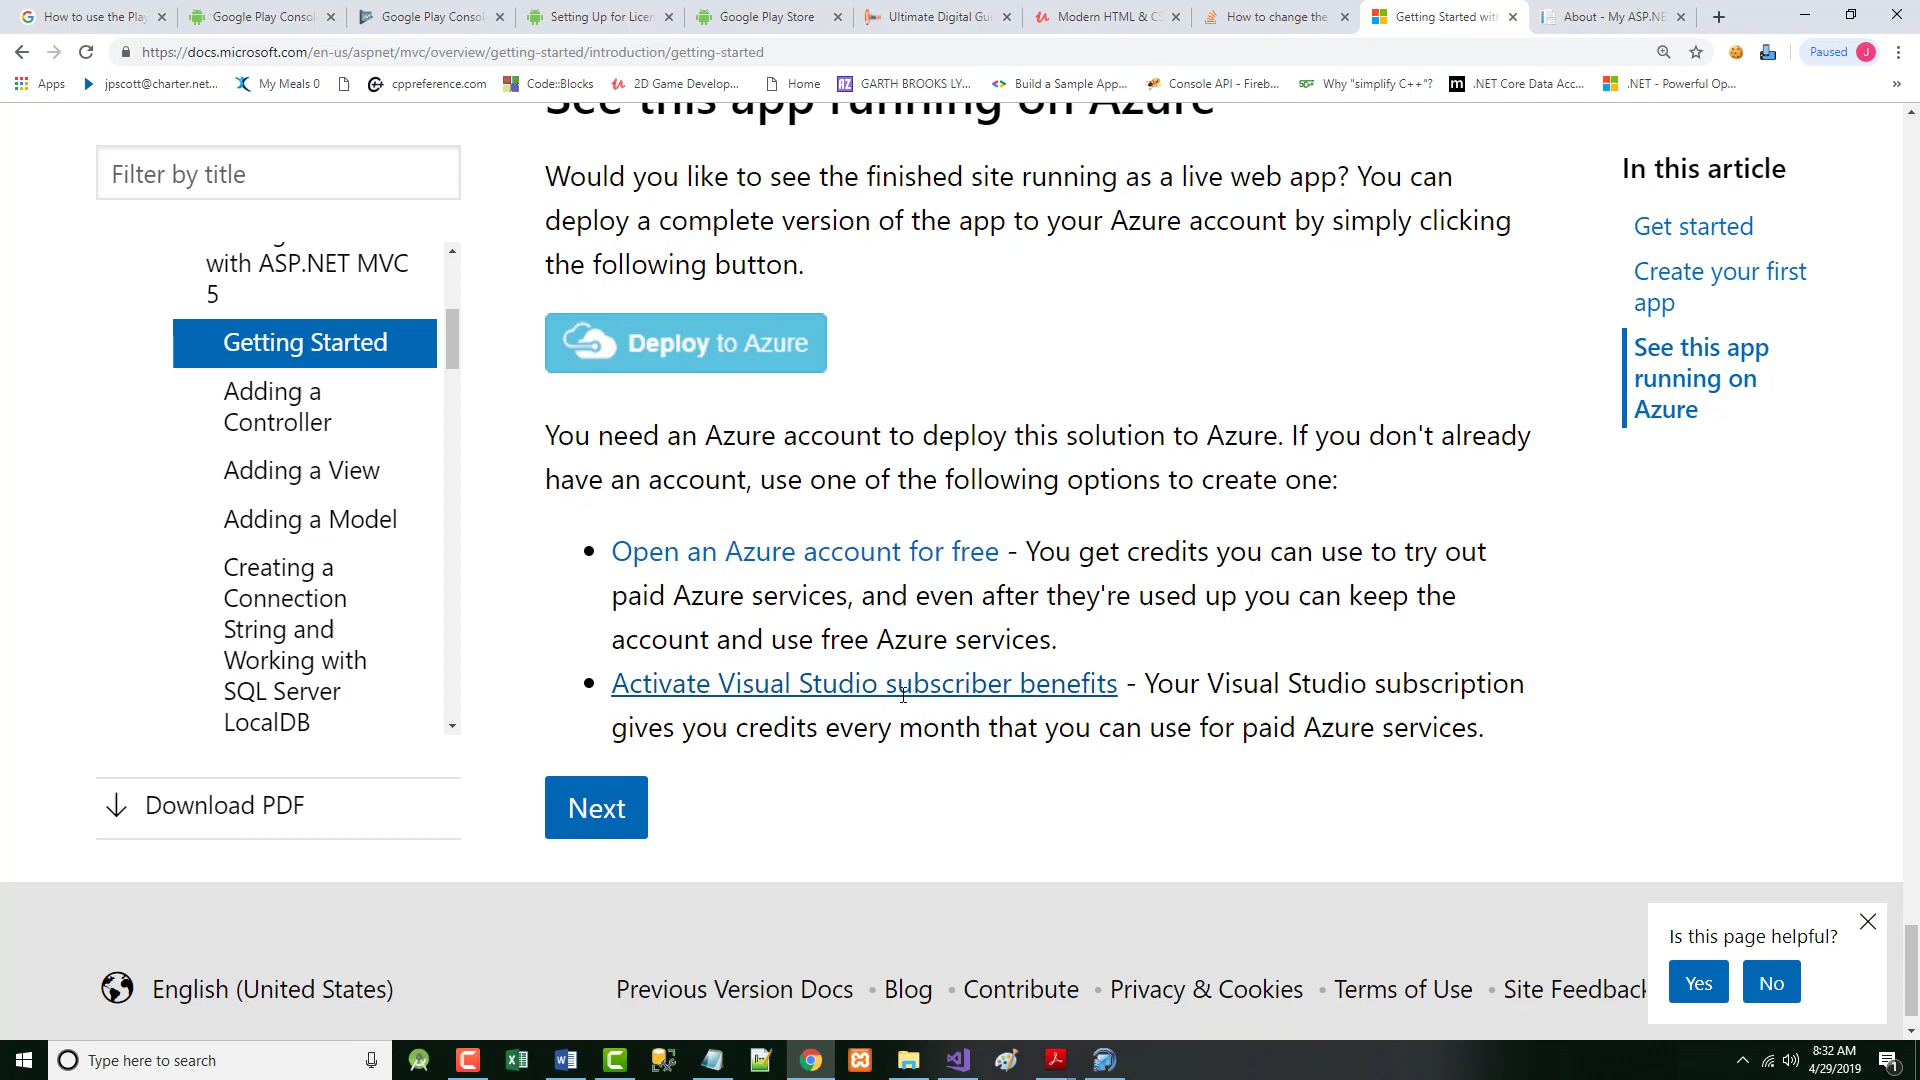 How to use the Play
Google Play Conso
Google Play Conso
Setting Up for Licen
Google Play Store
Ultimate Digital Gui
Modern HTML & CS
How to change the
Getting Started with
About - My ASP.NE
https://docs.microsoft.com/en-us/aspnet/mvc/overview/getting-started/introduction/getting-started
Paused J
Apps
jpscott@charter.net...
My Meals 0
cppreference.com
Code::Blocks
2D Game Develop...
Home
GARTH BROOKS LY...
Build a Sample App...
Console API - Fireb...
Why "simplify C++"?
.NET Core Data Acc...
.NET - Powerful Op...
See this app running on Azure
Filter by title
with ASP.NET MVC
5
Getting Started
Adding a
Controller
Adding a View
Adding a Model
Creating a
Connection
String and
Working with
SQL Server
LocalDB
Download PDF
Would you like to see the finished site running as a live web app? You can
deploy a complete version of the app to your Azure account by simply clicking
the following button.
Deploy to Azure
You need an Azure account to deploy this solution to Azure. If you don't already
have an account, use one of the following options to create one:
• Open an Azure account for free - You get credits you can use to try out
paid Azure services, and even after they're used up you can keep the
account and use free Azure services.
• Activate Visual Studio subscriber benefits - Your Visual Studio subscription
gives you credits every month that you can use for paid Azure services.
Next
In this article
Get started
Create your first
app
See this app
running on
Azure
Is this page helpful?
Yes No
English (United States)
Previous Version Docs • Blog • Contribute • Privacy & Cookies • Terms of Use • Site Feedback
Type here to search
8:32 AM
4/29/2019